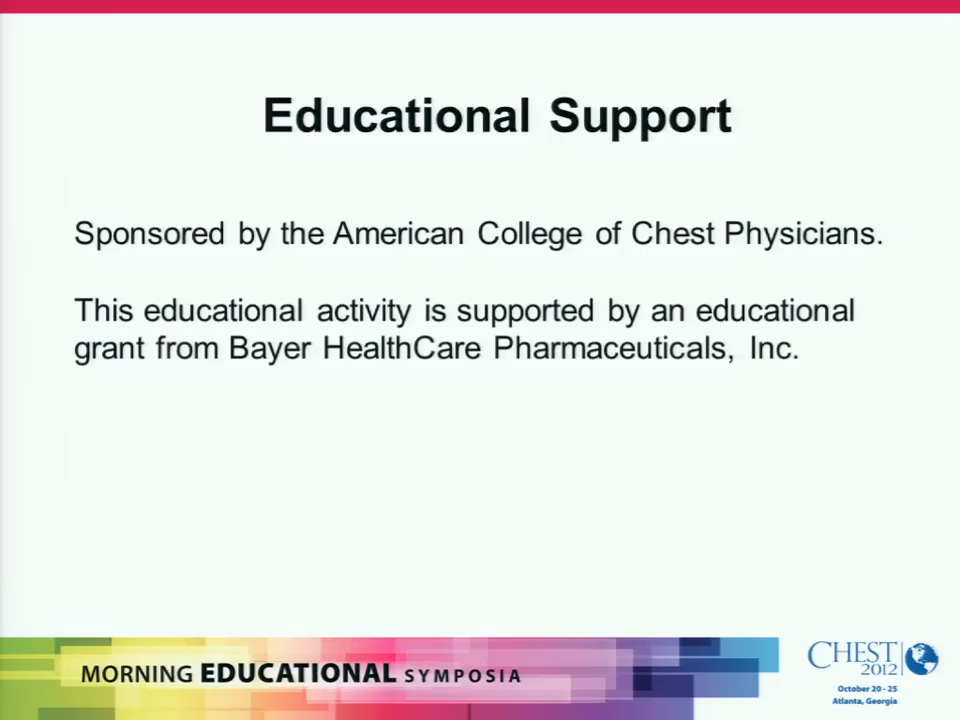 Educational Support
Sponsored by the American College of Chest Physicians.
This educational activity is supported by an educational
grant from Bayer HealthCare Pharmaceuticals, Inc.
MORNING EDUCATIONAL SYMPOSIA
CHEST
2012
October 20 - 25
Atlanta, Georgia